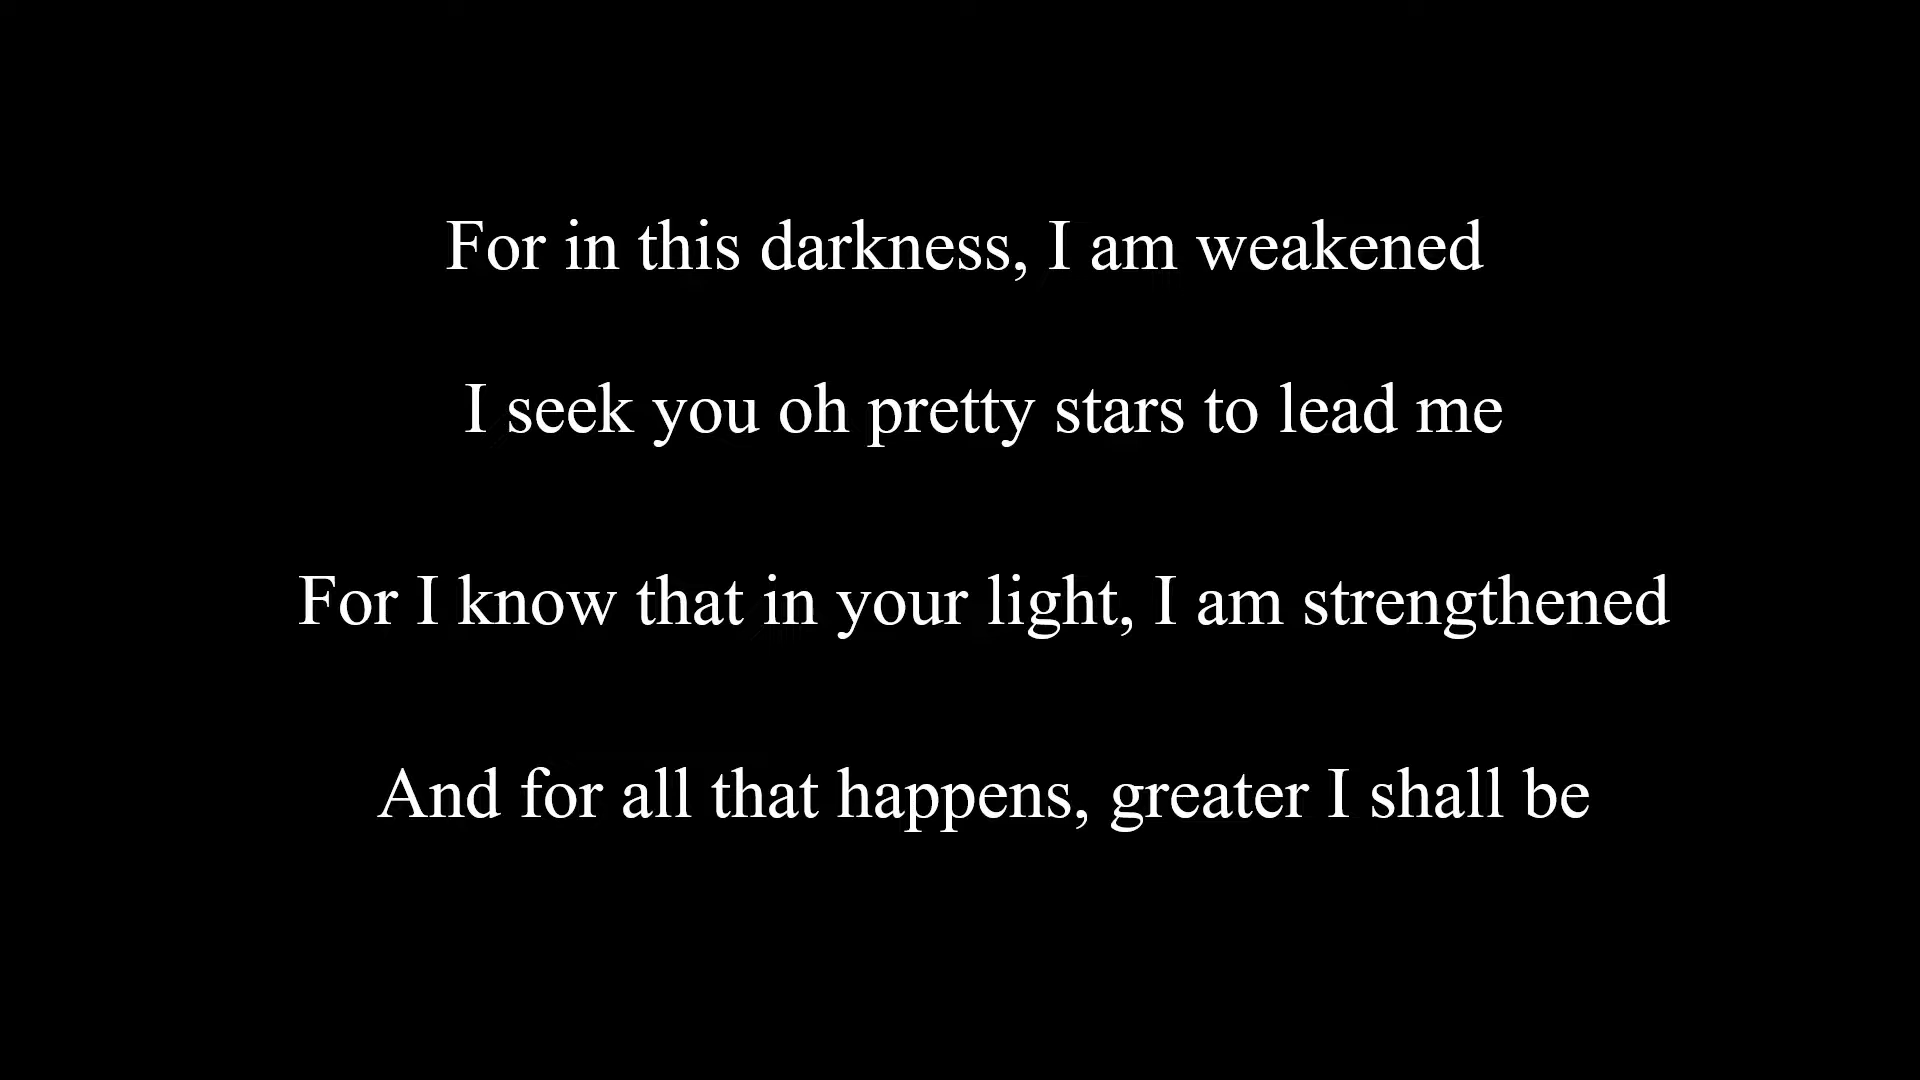 For in this darkness, I am weakened
I seek you oh pretty stars to lead me
For I know that in your light, I am strengthened
And for all that happens, greater I shall be